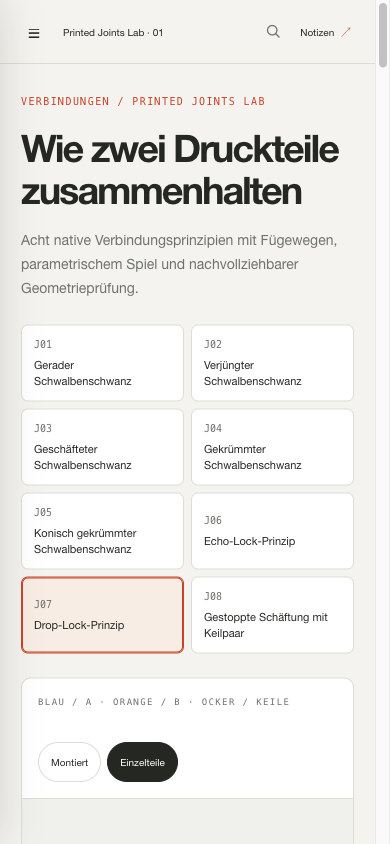 Printed Joints Lab · 01
Notizen
VERBINDUNGEN / PRINTED JOINTS LAB
Wie zwei Druckteile
zusammenhalten
Acht native Verbindungsprinzipien mit Fügewegen,
parametrischem Spiel und nachvollziehbarer
Geometrieprüfung.
J01
Gerader
Schwalbenschwanz
J02
Verjüngter
Schwalbenschwanz
J03
Geschäfteter
Schwalbenschwanz
J04
Gekrümmter
Schwalbenschwanz
J05
Konisch gekrümmter
Schwalbenschwanz
J06
Echo-Lock-Prinzip
J07
Drop-Lock-Prinzip
J08
Gestoppte Schäftung mit
Keilpaar
BLAU / A · ORANGE / B · OCKER / KEILE
Montiert
Einzelteile